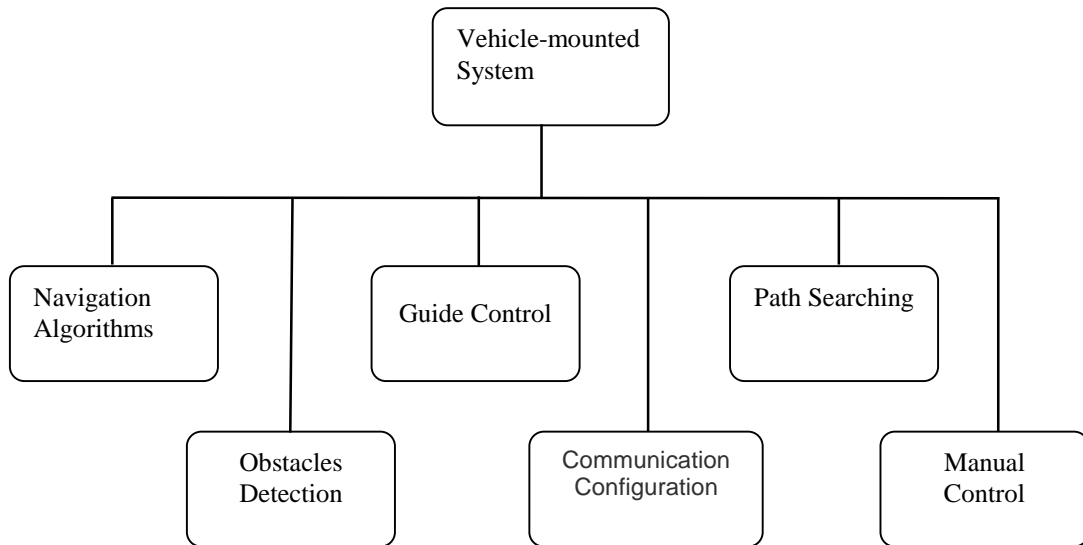 Vehicle-mounted
System
Navigation
Algorithms
Guide Control
Path Searching
Obstacles
Detection
Communication
Configuration
Manual
Control